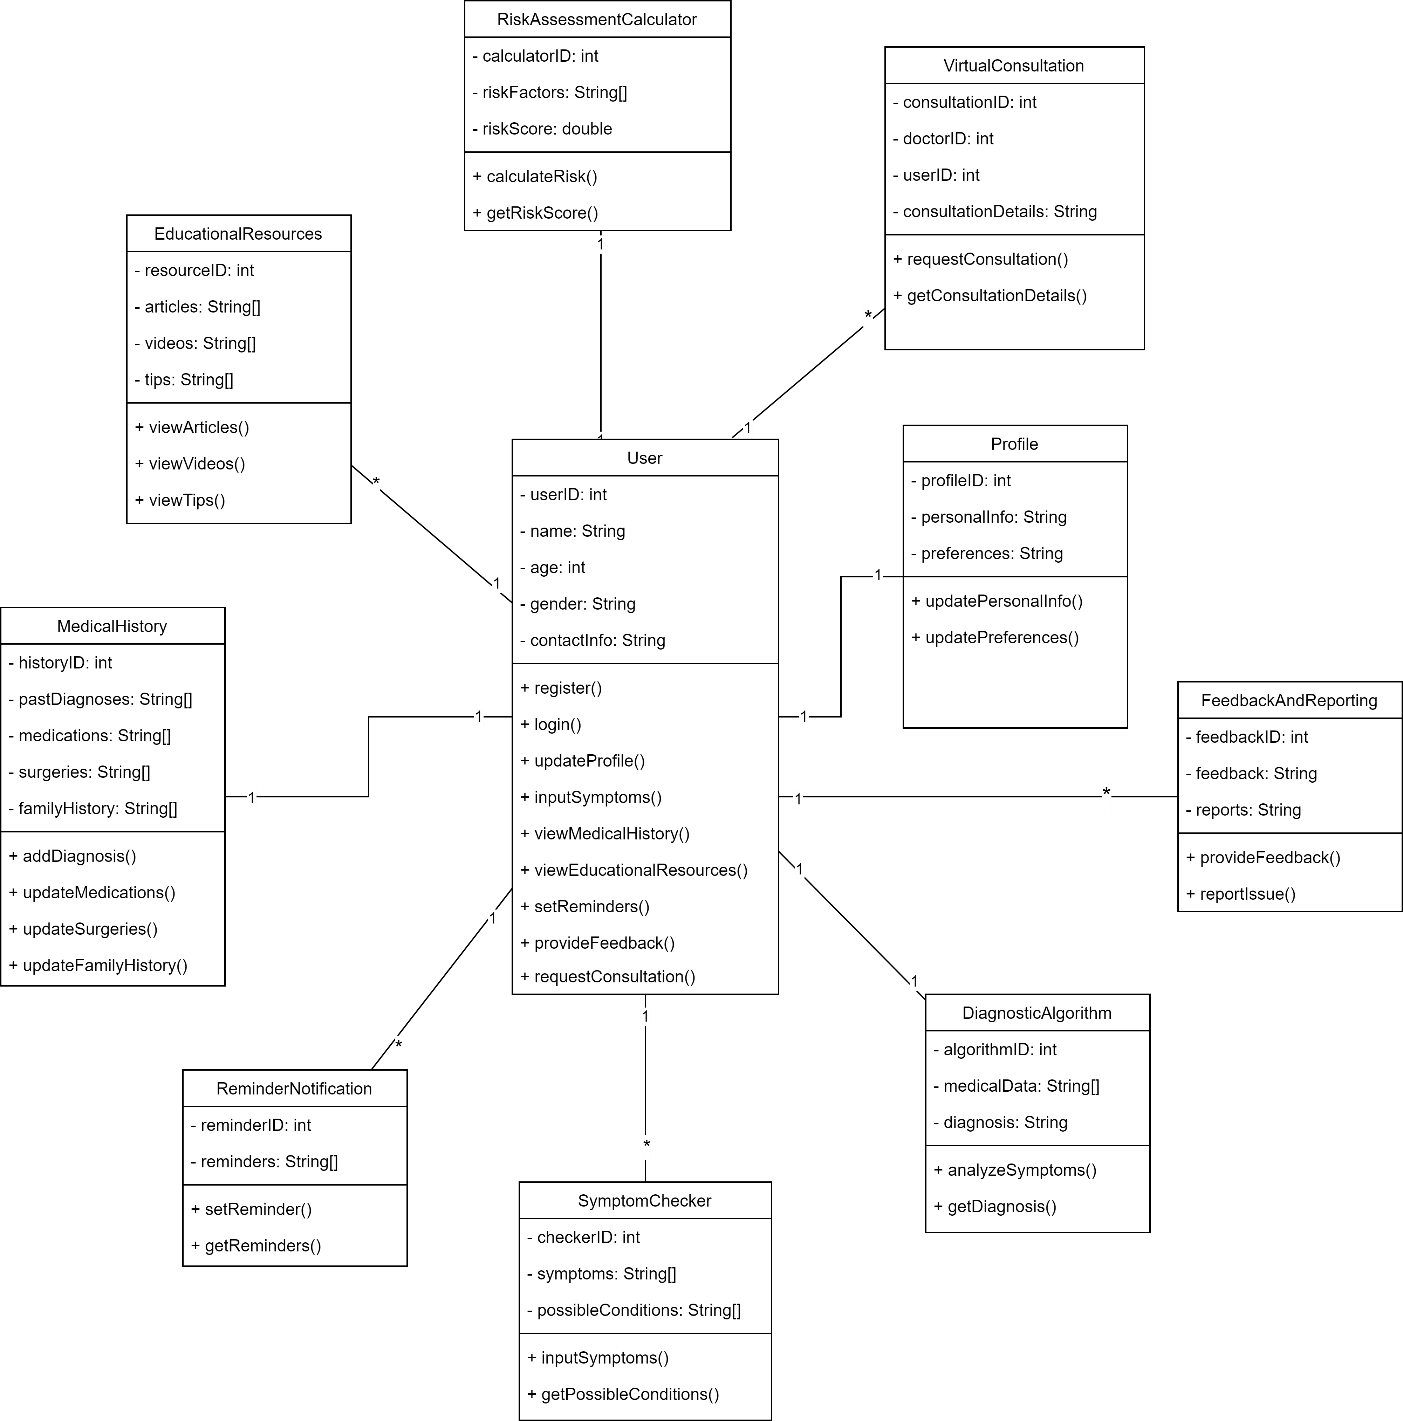 RiskAssessmentCalculator
- calculatorID: int
- riskFactors: String[]
- riskScore: double
+ calculateRisk()
+ getRiskScore()
1
1
VirtualConsultation
- consultationID: int
- doctorID: int
- userID: int
- consultationDetails: String
+ requestConsultation()
+ getConsultationDetails()
*
1
EducationalResources
- resourceID: int
- articles: String[]
- videos: String[]
- tips: String[]
+ viewArticles()
+ viewVideos()
+ viewTips()
*
1
User
- userID: int
- name: String
- age: int
- gender: String
- contactInfo: String
+ register()
+ login()
+ updateProfile()
+ inputSymptoms()
+ viewMedicalHistory()
+ viewEducationalResources()
+ setReminders()
+ provideFeedback()
+ requestConsultation()
Profile
- profileID: int
- personalInfo: String
- preferences: String
+ updatePersonalInfo()
+ updatePreferences()
1
1
MedicalHistory
- historyID: int
- pastDiagnoses: String[]
- medications: String[]
- surgeries: String[]
- familyHistory: String[]
+ addDiagnosis()
+ updateMedications()
+ updateSurgeries()
+ updateFamilyHistory()
1
1
FeedbackAndReporting
- feedbackID: int
- feedback: String
- reports: String
+ provideFeedback()
+ reportIssue()
1
*
DiagnosticAlgorithm
- algorithmID: int
- medicalData: String[]
- diagnosis: String
+ analyzeSymptoms()
+ getDiagnosis()
1
1
ReminderNotification
- reminderID: int
- reminders: String[]
+ setReminder()
+ getReminders()
1
*
SymptomChecker
- checkerID: int
- symptoms: String[]
- possibleConditions: String[]
+ inputSymptoms()
+ getPossibleConditions()
1
*